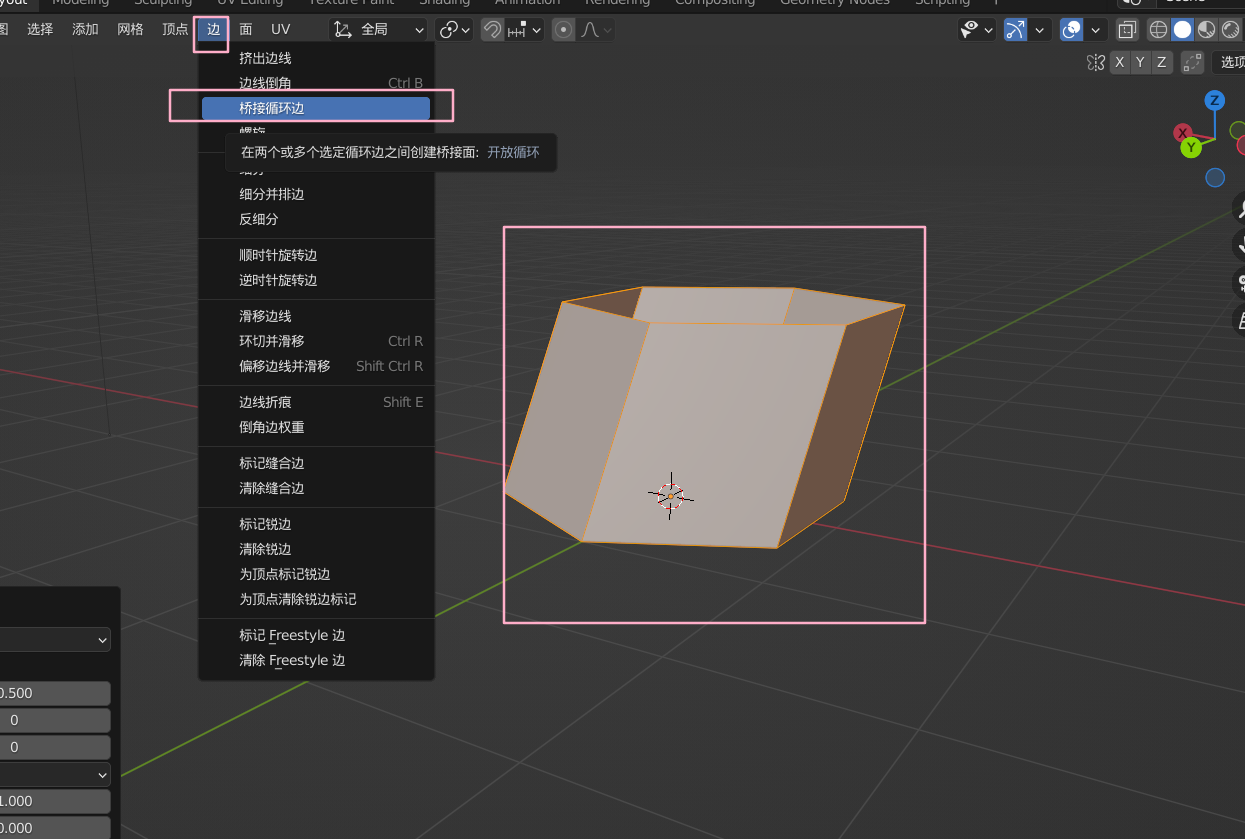 Modeling Sculpting UV Editing Texture Paint Shading Animation Rendering Compositing Geometry Nodes Scripting
选择 添加 网格 顶点 边 面 UV 全局
X Y Z 选项
挤出边线
边线倒角 Ctrl B
桥接循环边
在两个或多个选定循环边之间创建桥接面: 开放循环
细分并排边
反细分
顺时针旋转边
逆时针旋转边
滑移边线
环切并滑移 Ctrl R
偏移边线并滑移 Shift Ctrl R
边线折痕 Shift E
倒角边权重
标记缝合边
清除缝合边
标记锐边
清除锐边
为顶点标记锐边
为顶点清除锐边标记
标记 Freestyle 边
清除 Freestyle 边
Z
X
Y
0.500
0
0
1.000
0.000